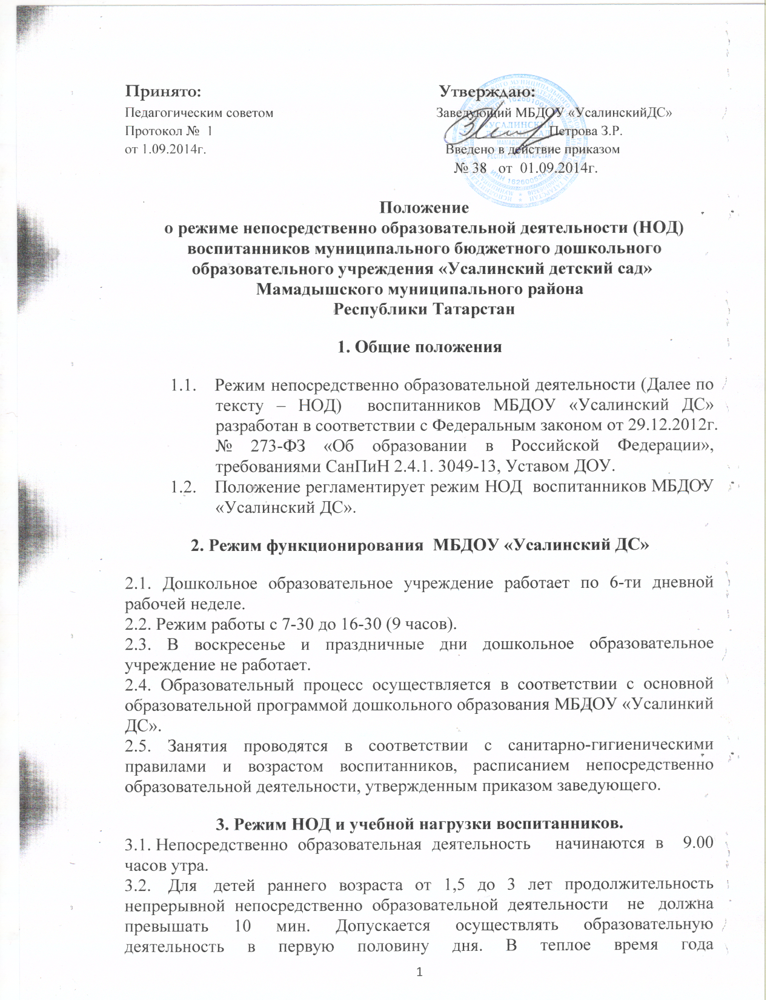 Принято:
Утверждаю:
Педагогическим советом
Заведующий МБДОУ «УсалинскийДС»
Протокол № 1
Петрова З.Р.
от 1.09.2014г.
Введено в действие приказом
№ 38 от 01.09.2014г.
«УСАЛИНСКИЙ
ДЕТСКИЙ САД
РЕСПУБЛИКИ ТАТАРСТАН
Положение
о режиме непосредственно образовательной деятельности (НОД)
воспитанников муниципального бюджетного дошкольного
образовательного учреждения «Усалинский детский сад»
Мамадышского муниципального района
Республики Татарстан
1. Общие положения
1.1. Режим непосредственно образовательной деятельности (Далее по
тексту – НОД) воспитанников МБДОУ «Усалинский ДС»
разработан в соответствии с Федеральным законом от 29.12.2012г.
№ 273-ФЗ «Об образовании в Российской Федерации»,
требованиями СанПиН 2.4.1. 3049-13, Уставом ДОУ.
1.2. Положение регламентирует режим НОД воспитанников МБДОУ
«Усалинский ДС».
2. Режим функционирования МБДОУ «Усалинский ДС»
2.1. Дошкольное образовательное учреждение работает по 6-ти дневной
рабочей неделе.
2.2. Режим работы с 7-30 до 16-30 (9 часов).
2.3. В воскресенье и праздничные дни дошкольное образовательное
учреждение не работает.
2.4. Образовательный процесс осуществляется в соответствии с основной
образовательной программой дошкольного образования МБДОУ «Усалинкий
ДС».
2.5. Занятия проводятся в соответствии с санитарно-гигиеническими
правилами и возрастом воспитанников, расписанием непосредственно
образовательной деятельности, утвержденным приказом заведующего.
3. Режим НОД и учебной нагрузки воспитанников.
3.1. Непосредственно образовательная деятельность начинаются в 9.00
часов утра.
3.2. Для детей раннего возраста от 1,5 до 3 лет продолжительность
непрерывной непосредственно образовательной деятельности не должна
превышать 10 мин. Допускается осуществлять образовательную
деятельность в первую половину дня. В теплое время года
1